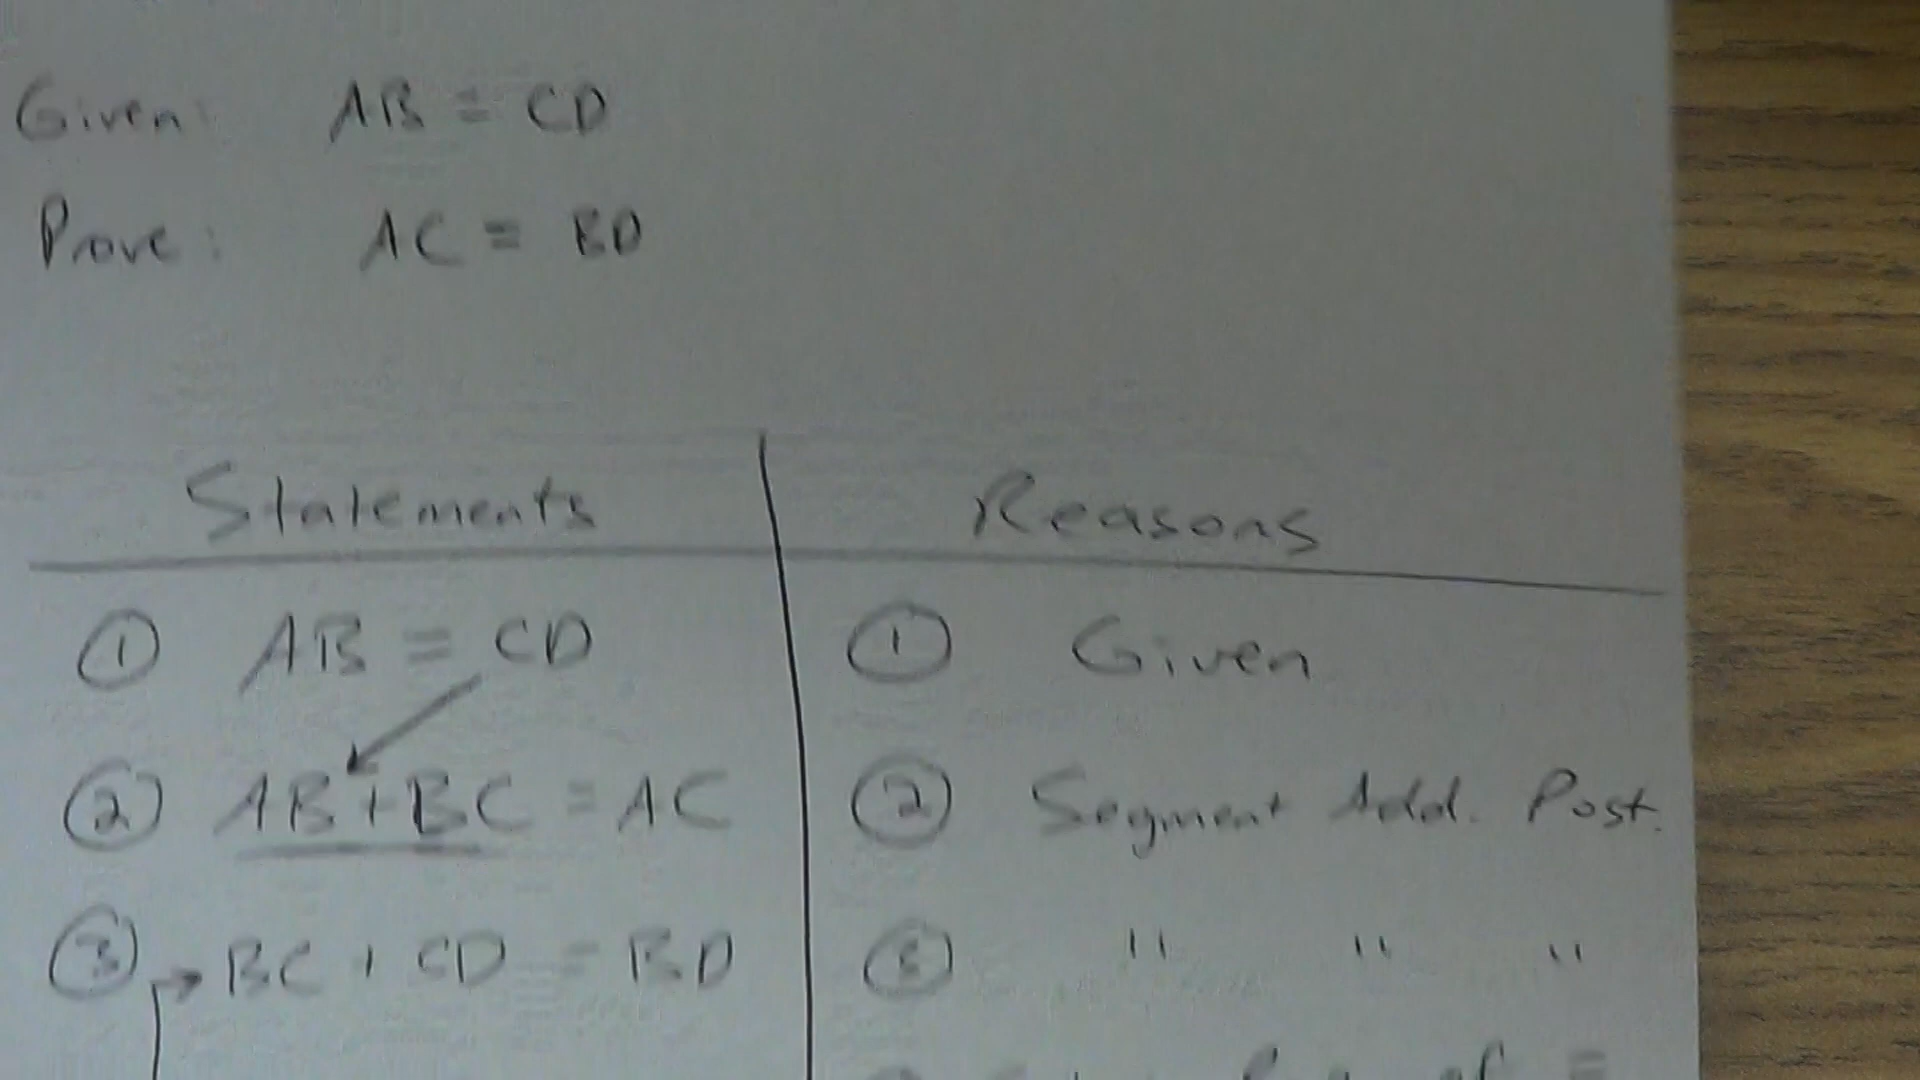 Given: AB = CD
Prove: AC = BD
Statements Reasons
① AB = CD ① Given
② AB + BC = AC ② Segment Add. Post.
③ BC + CD = BD ③ " " "
of =